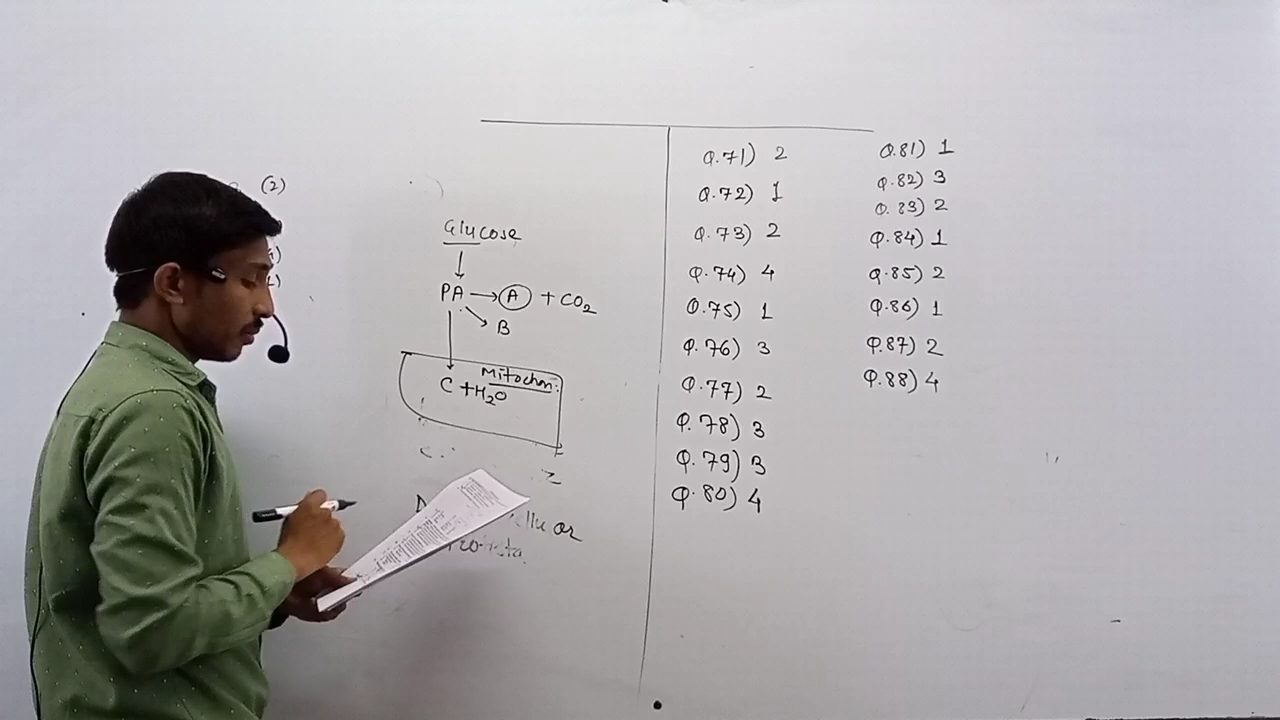 (2)
Glucose
PA → A + CO2
B
Mitochon.
C + H2O
Q.71) 2
Q.72) 1
Q.73) 2
Q.74) 4
Q.75) 1
Q.76) 3
Q.77) 2
Q.78) 3
Q.79) 3
Q.80) 4
Q.81) 1
Q.82) 3
Q.83) 2
Q.84) 1
Q.85) 2
Q.86) 1
Q.87) 2
Q.88) 4